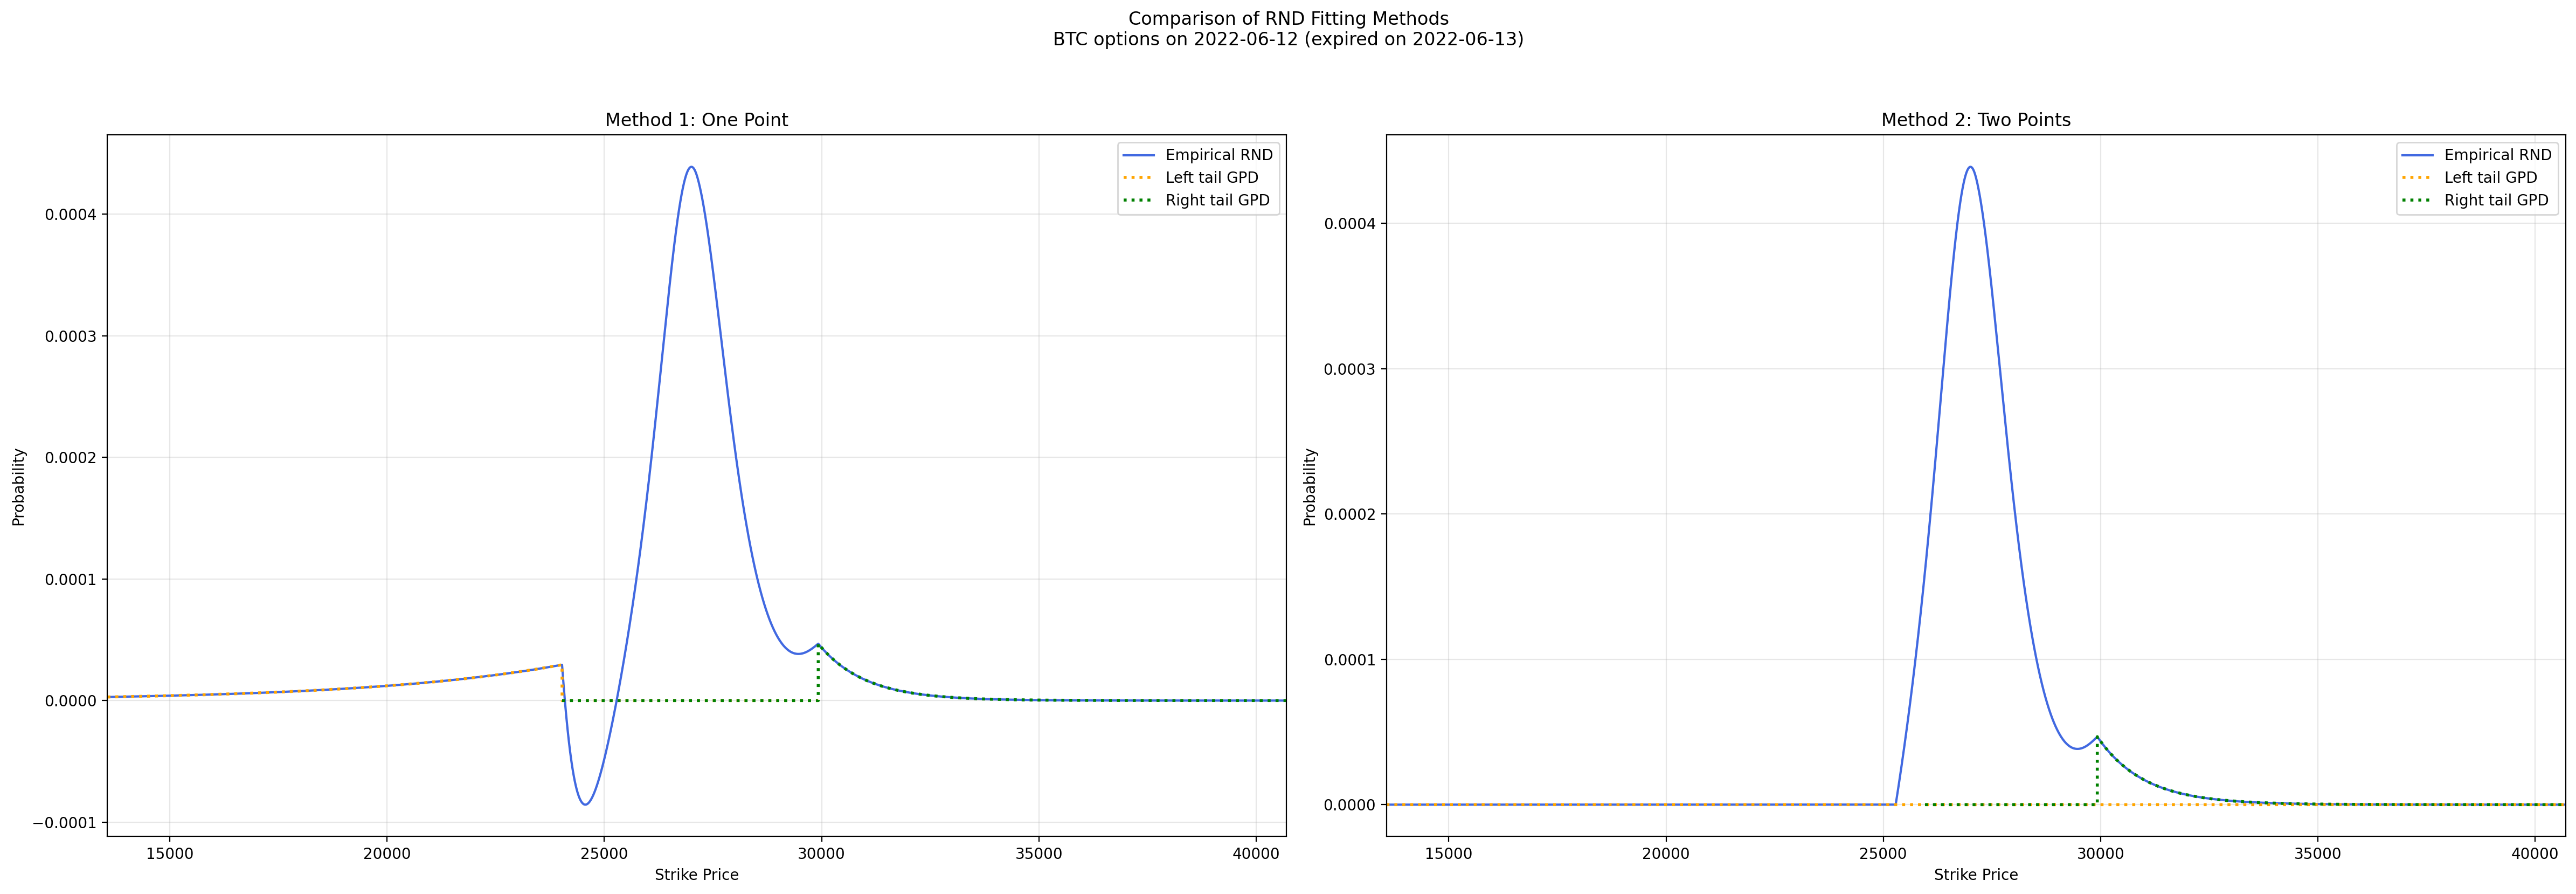 Comparison of RND Fitting Methods
BTC options on 2022-06-12 (expired on 2022-06-13)
Method 1: One Point
Empirical RND
Left tail GPD
Right tail GPD
0.0004
0.0003
0.0002
0.0001
0.0000
−0.0001
Probability
15000 20000 25000 30000 35000 40000
Strike Price
Method 2: Two Points
Empirical RND
Left tail GPD
Right tail GPD
0.0004
0.0003
0.0002
0.0001
0.0000
Probability
15000 20000 25000 30000 35000 40000
Strike Price